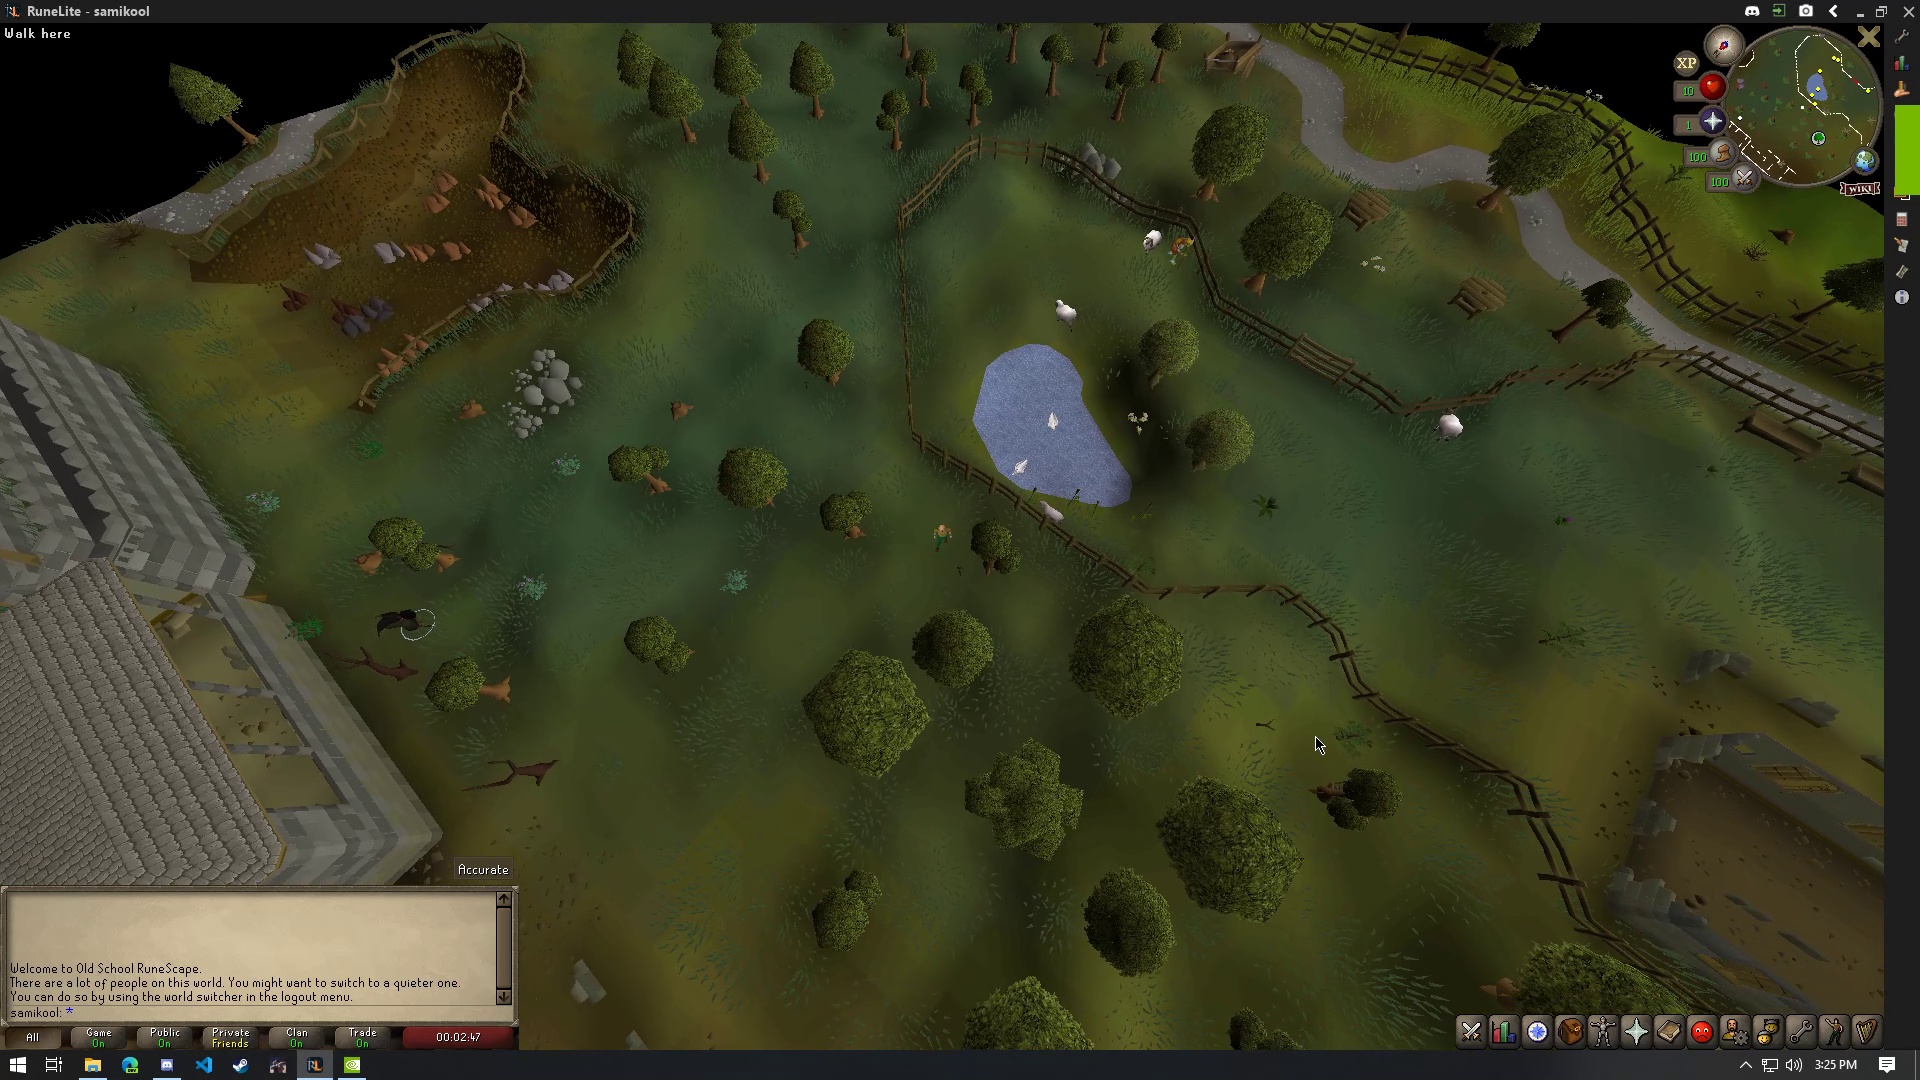 RuneLite - samikool
Walk here
XP
10
1
100
100
WIKI
Accurate
Welcome to Old School RuneScape.
There are a lot of people on this world. You might want to switch to a quieter one.
You can do so by using the world switcher in the logout menu.
samikool: *
All
Game
On
Public
On
Private
Friends
Clan
On
Trade
On
00:02:47
3:25 PM